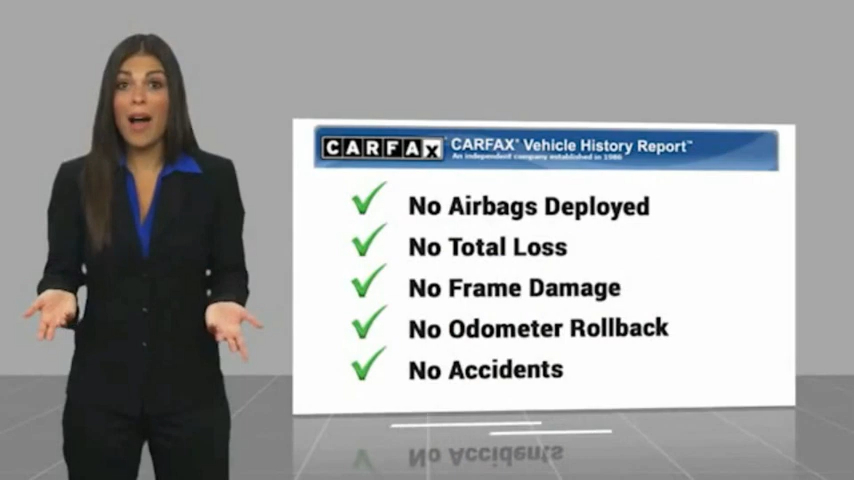 CARFAX CARFAX® Vehicle History Report™
An independent company established in 1986
No Airbags Deployed
No Total Loss
No Frame Damage
No Odometer Rollback
No Accidents
No Accidents